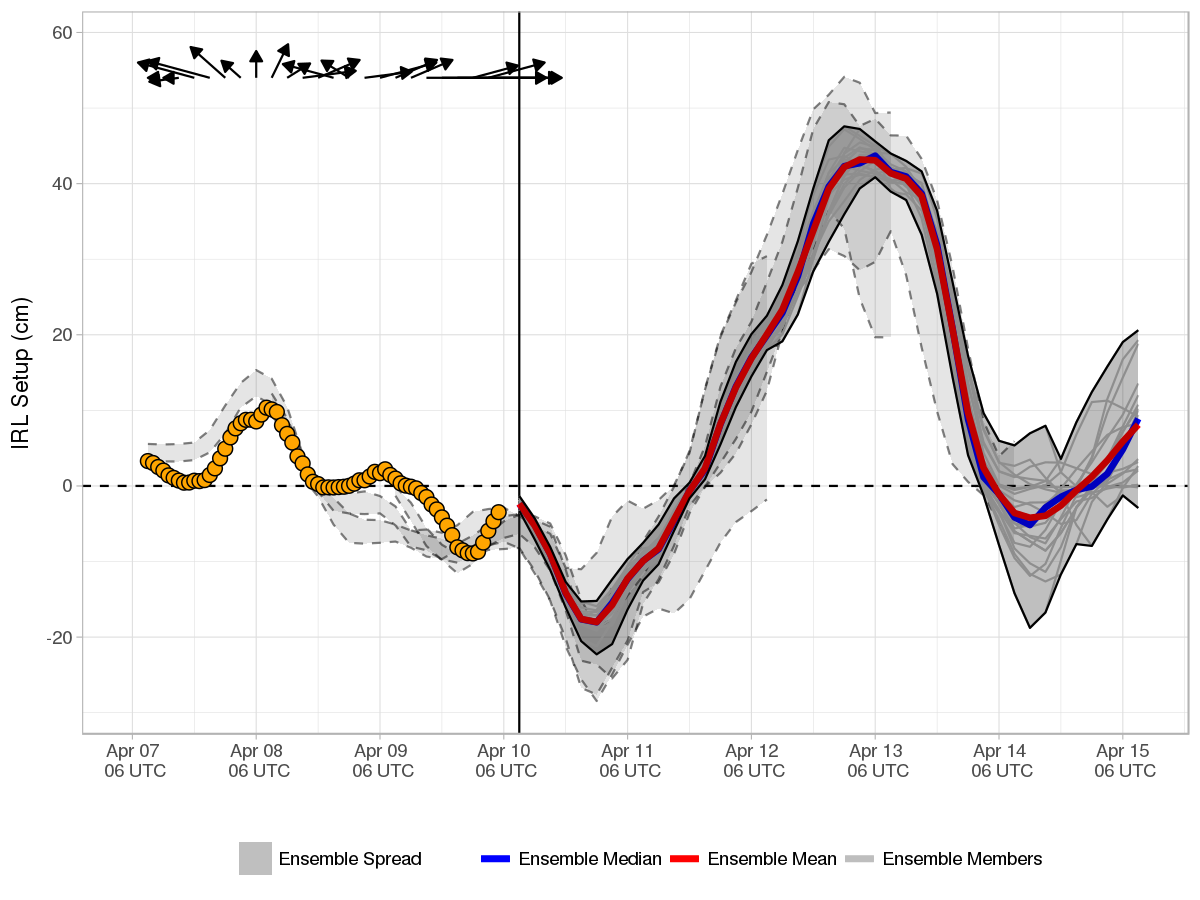 60
40
20
0
-20
IRL Setup (cm)
Apr 07 Apr 08 Apr 09 Apr 10 Apr 11 Apr 12 Apr 13 Apr 14 Apr 15
06 UTC 06 UTC 06 UTC 06 UTC 06 UTC 06 UTC 06 UTC 06 UTC 06 UTC
Ensemble Spread Ensemble Median Ensemble Mean Ensemble Members